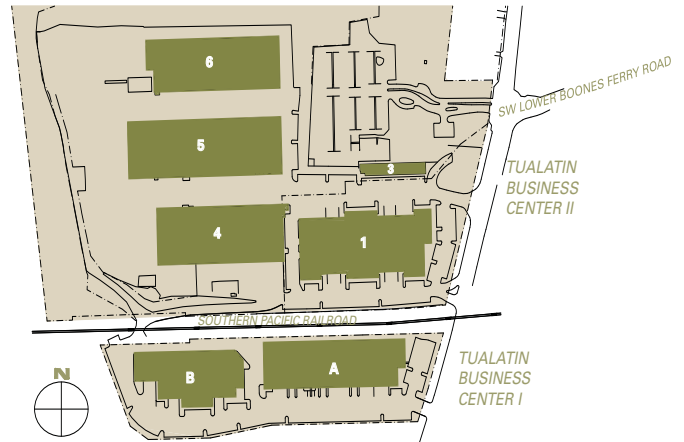 6
SW LOWER BOONES FERRY ROAD
5
3
TUALATIN
BUSINESS
CENTER II
4
1
SOUTHERN PACIFIC RAILROAD
N
B
A
TUALATIN
BUSINESS
CENTER I